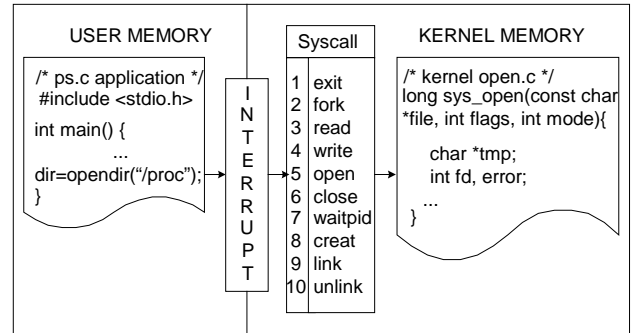 USER MEMORY
/* ps.c application */
#include <stdio.h>
int main() {
...
dir=opendir(“/proc”);
}
INTERRUPT
Syscall
1 exit
2 fork
3 read
4 write
5 open
6 close
7 waitpid
8 creat
9 link
10 unlink
KERNEL MEMORY
/* kernel open.c */
long sys_open(const char
*file, int flags, int mode){
char *tmp;
int fd, error;
...
}